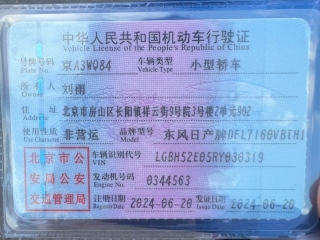 中华人民共和国机动车行驶证
Vehicle License of the People's Republic of China
号牌号码 京A3WQ84 车辆类型 小型轿车
Plate No. Vehicle Type
所有人 刘雨
Owner
住址 北京市房山区长阳镇祥云街9号院3号楼2单元902
Address
使用性质 非营运 品牌型号 东风日产牌DFL7160VBNH1
Use Character Model
北京市公
安局公安
交通管理局
车辆识别代号 LGBH52E05RY030319
VIN
发动机号码 0344563
Engine No.
注册日期 2024-06-20 发证日期 2024-06-20
Register Date Issue Date